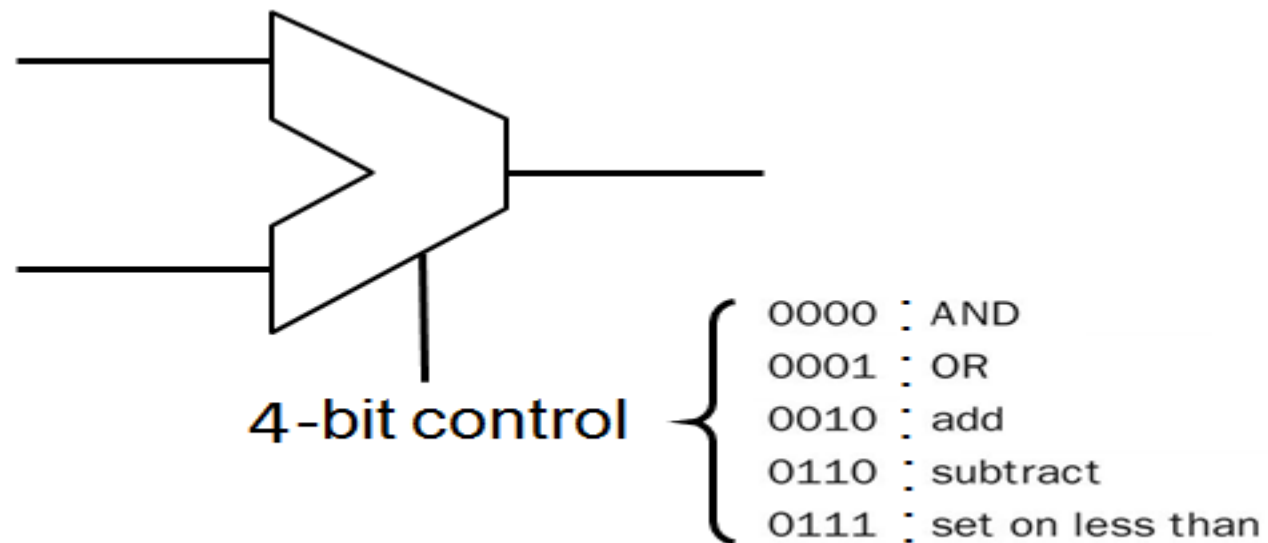 0000 : AND
0001 : OR
4-bit control
0010 : add
0110 : subtract
0111 : set on less than